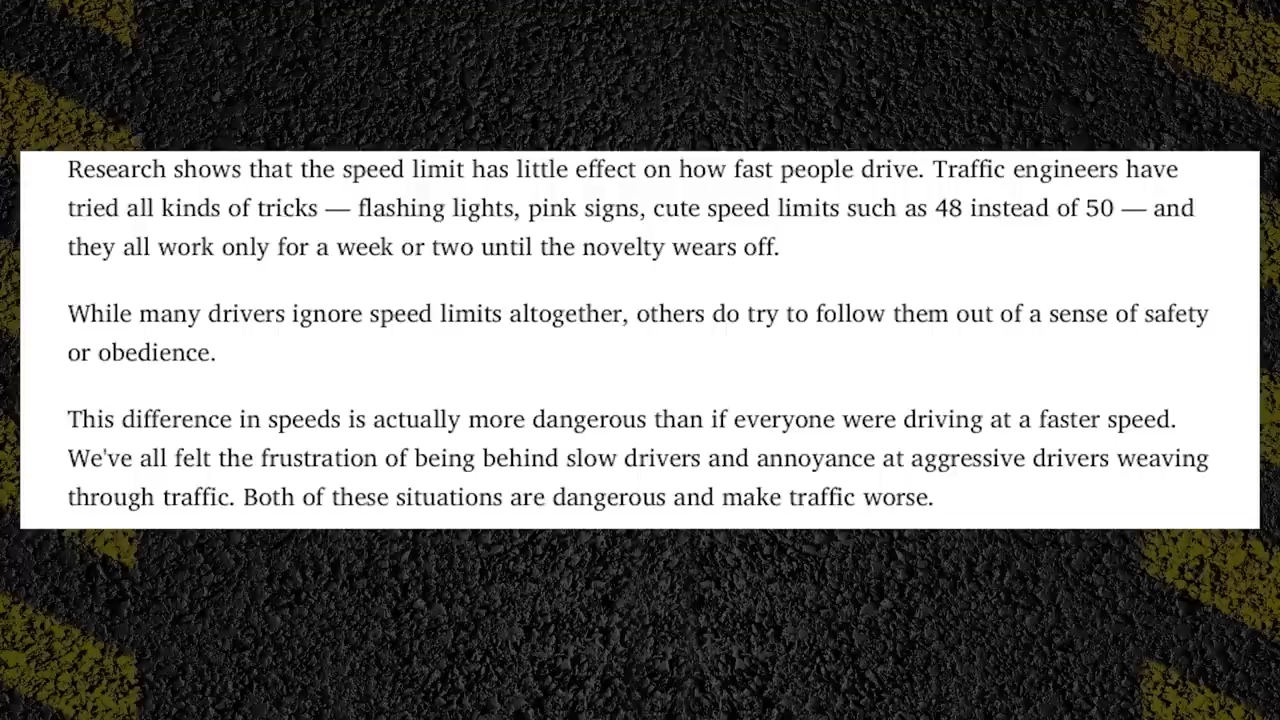 Research shows that the speed limit has little effect on how fast people drive. Traffic engineers have
tried all kinds of tricks — flashing lights, pink signs, cute speed limits such as 48 instead of 50 — and
they all work only for a week or two until the novelty wears off.
While many drivers ignore speed limits altogether, others do try to follow them out of a sense of safety
or obedience.
This difference in speeds is actually more dangerous than if everyone were driving at a faster speed.
We've all felt the frustration of being behind slow drivers and annoyance at aggressive drivers weaving
through traffic. Both of these situations are dangerous and make traffic worse.